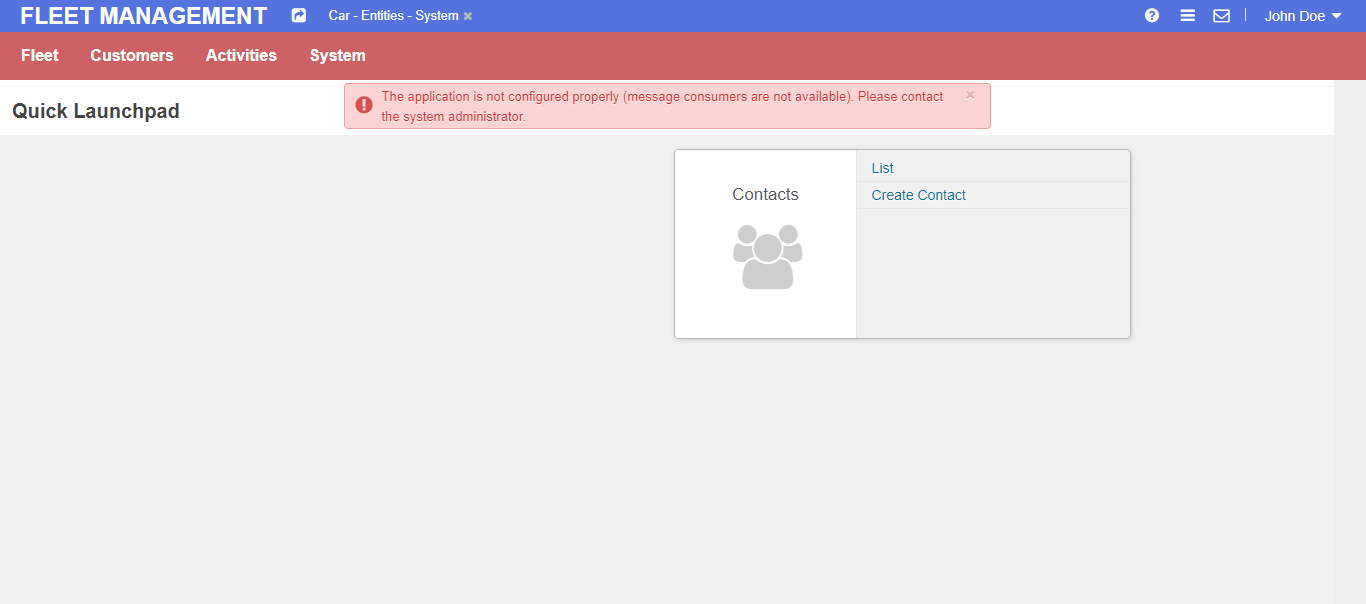 FLEET MANAGEMENT Car - Entities - System × John Doe
Fleet Customers Activities System
The application is not configured properly (message consumers are not available). Please contact ×
the system administrator.
Quick Launchpad
Contacts
List
Create Contact